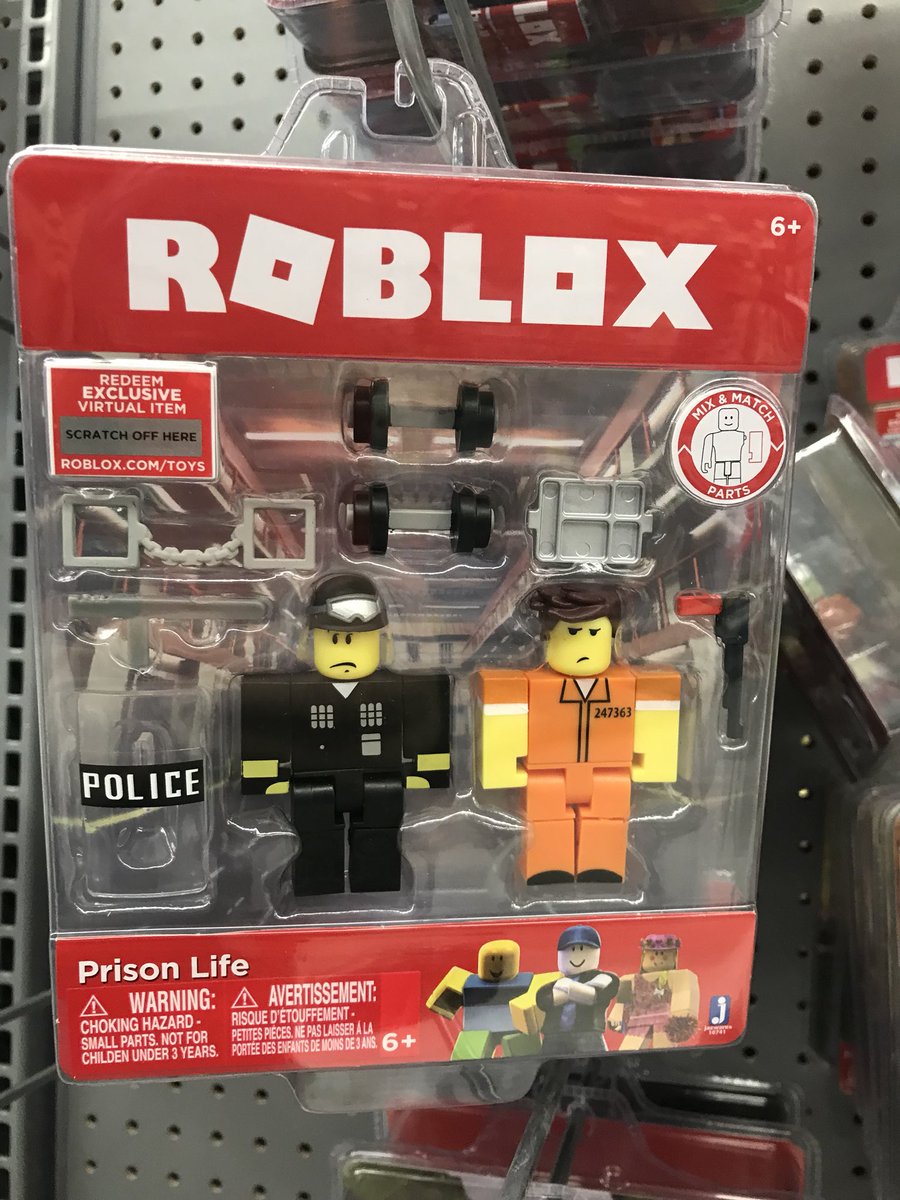 ROBLOX
6+
REDEEM
EXCLUSIVE
VIRTUAL ITEM
SCRATCH OFF HERE
ROBLOX.COM/TOYS
MIX & MATCH
PARTS
247363
POLICE
Prison Life
WARNING:
CHOKING HAZARD -
SMALL PARTS. NOT FOR
CHILDEN UNDER 3 YEARS.
AVERTISSEMENT:
RISQUE D'ÉTOUFFEMENT -
PETITES PIÈCES. NE PAS LAISSER À LA
PORTÉE DES ENFANTS DE MOINS DE 3 ANS.
6+
jazwares
10741